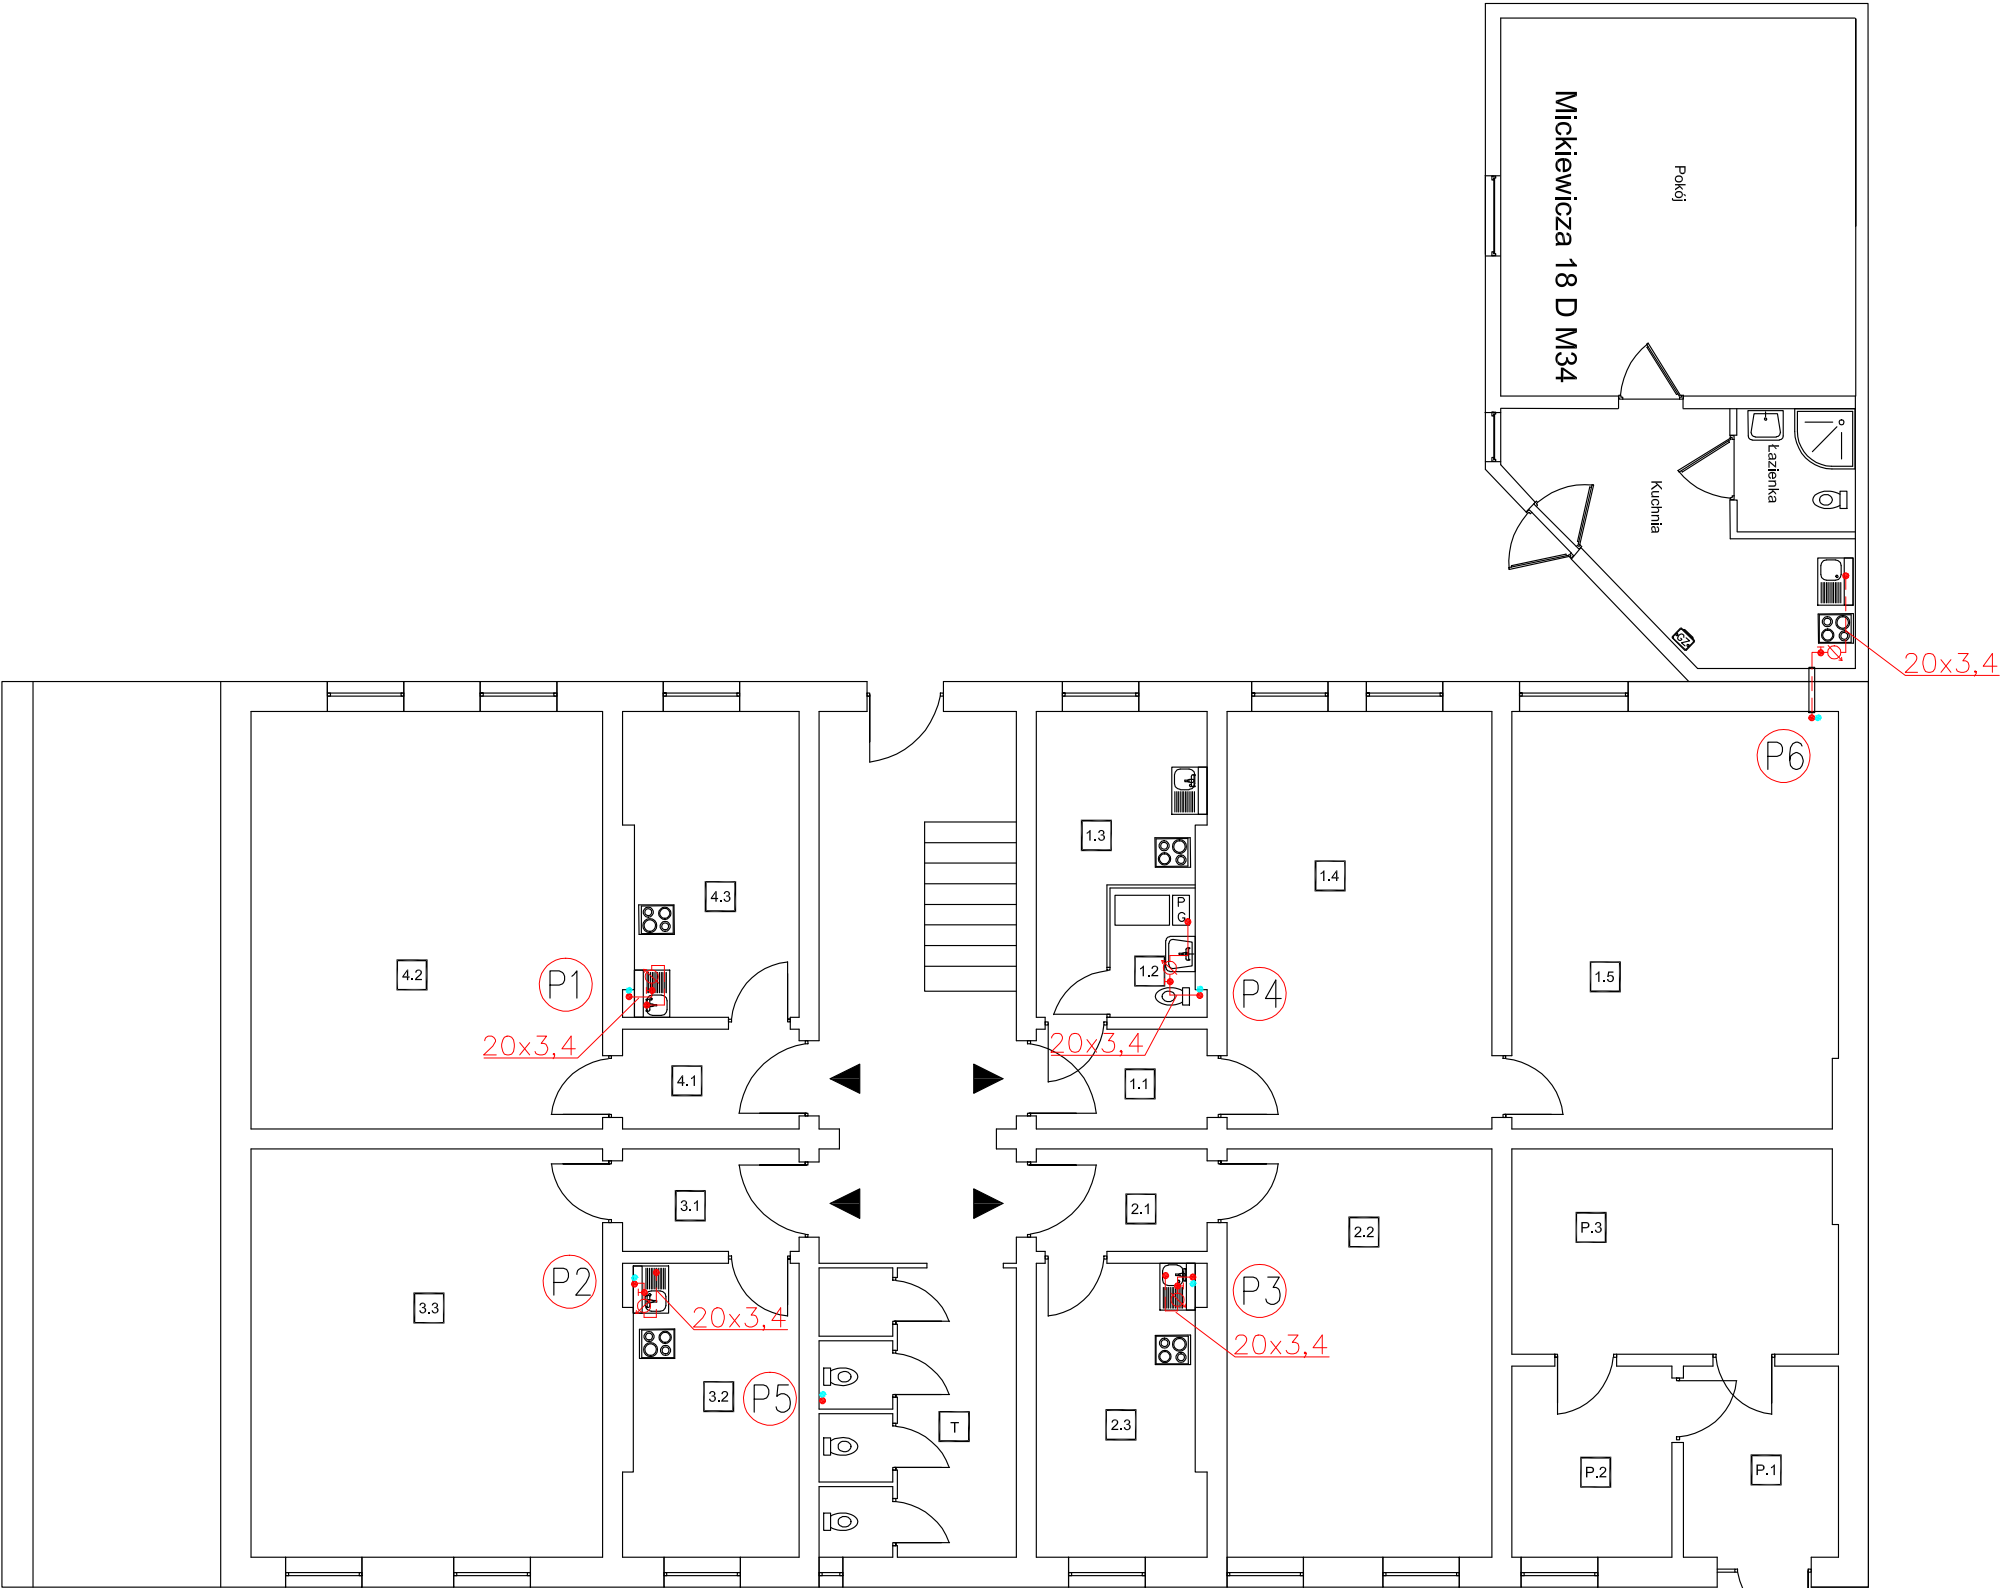 Mickiewicza 18 D M34
Pokój
Łazienka
Kuchnia
GZ
20x3,4
P6
1.3
1.4
4.3
P
G
4.2
P1
1.2
P4
1.5
20x3,4
20x3,4
4.1
1.1
3.1
2.1
2.2
P.3
P2
P3
3.3
20x3,4
20x3,4
3.2
P5
T
2.3
P.2
P.1